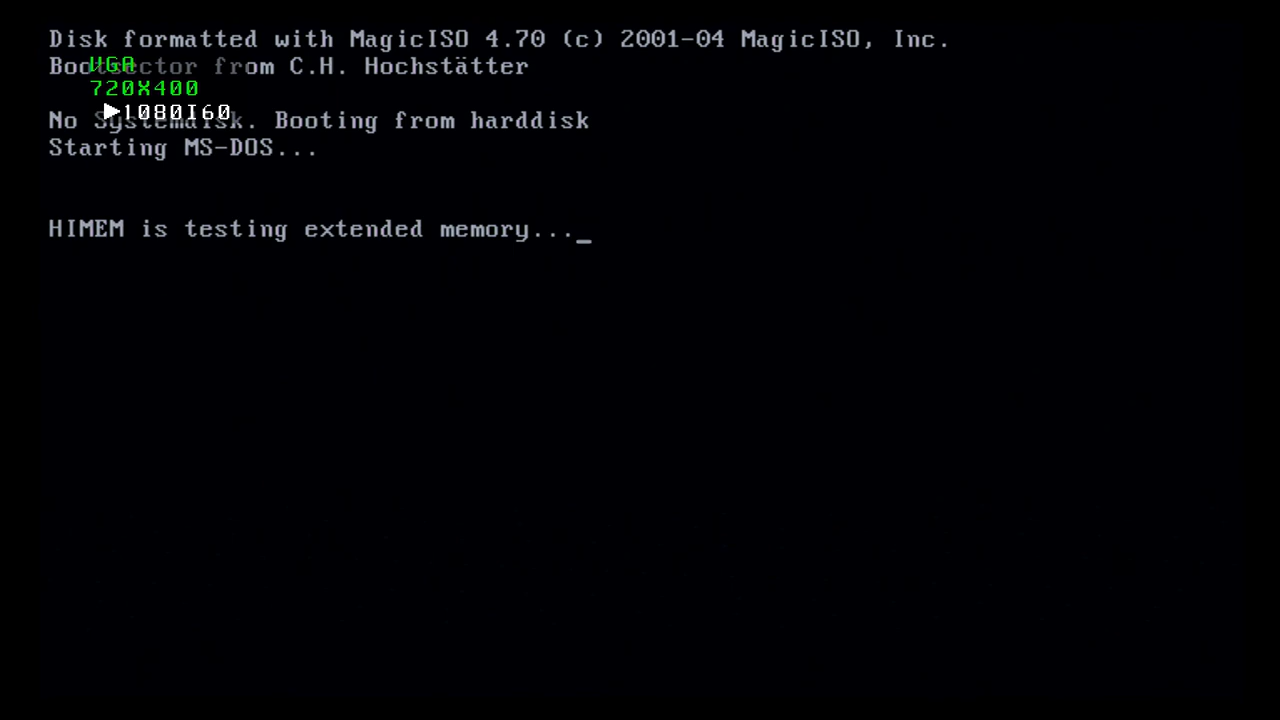 Disk formatted with MagicISO 4.70 (c) 2001-04 MagicISO, Inc.
Bootsector from C.H. Hochstätter
VGA
720X400
▶1080I60
No Systemdisk. Booting from harddisk
Starting MS-DOS...
HIMEM is testing extended memory..._